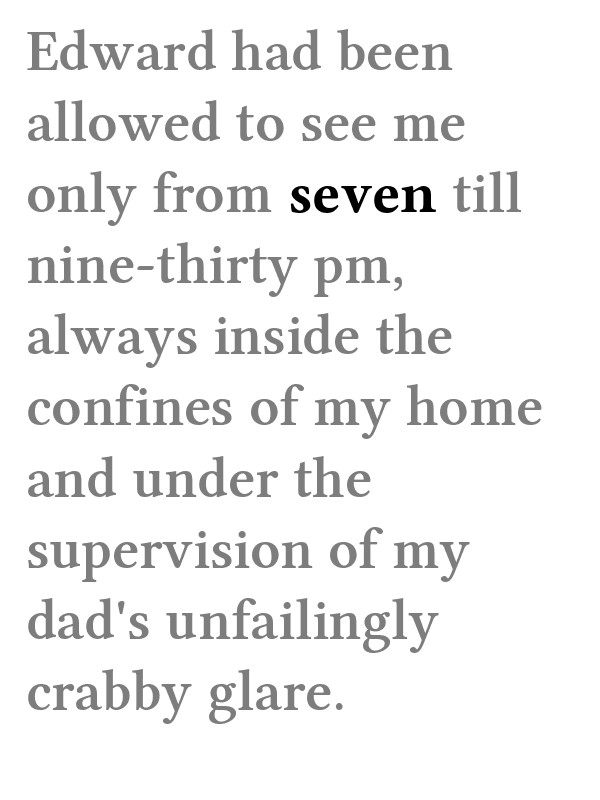 Edward had been
allowed to see me
only from seven till
nine-thirty pm,
always inside the
confines of my home
and under the
supervision of my
dad's unfailingly
crabby glare.